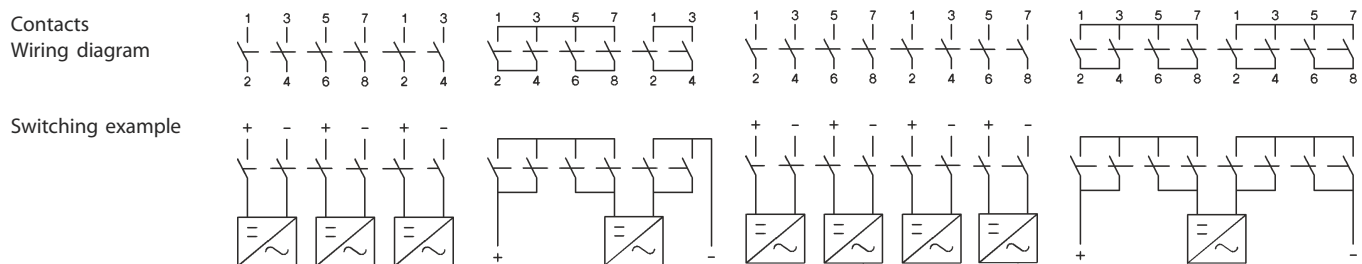 Contacts
Wiring diagram
1 3 5 7 1 3
2 4 6 8 2 4
1 3 5 7 1 3
2 4 6 8 2 4
1 3 5 7 1 3 5 7
2 4 6 8 2 4 6 8
1 3 5 7 1 3 5 7
2 4 6 8 2 4 6 8
Switching example
+ − + − + −
+ −
+ − + − + − + −
+ −